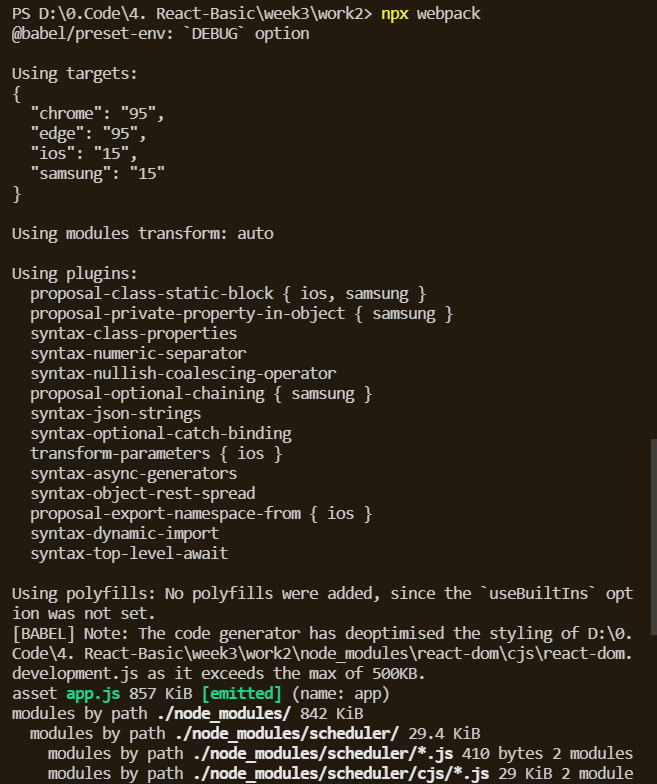 PS D:\0.Code\4. React-Basic\week3\work2> npx webpack
@babel/preset-env: `DEBUG` option
Using targets:
{
  "chrome": "95",
  "edge": "95",
  "ios": "15",
  "samsung": "15"
}
Using modules transform: auto
Using plugins:
  proposal-class-static-block { ios, samsung }
  proposal-private-property-in-object { samsung }
  syntax-class-properties
  syntax-numeric-separator
  syntax-nullish-coalescing-operator
  proposal-optional-chaining { samsung }
  syntax-json-strings
  syntax-optional-catch-binding
  transform-parameters { ios }
  syntax-async-generators
  syntax-object-rest-spread
  proposal-export-namespace-from { ios }
  syntax-dynamic-import
  syntax-top-level-await
Using polyfills: No polyfills were added, since the `useBuiltIns` opt
ion was not set.
[BABEL] Note: The code generator has deoptimised the styling of D:\0.
Code\4. React-Basic\week3\work2\node_modules\react-dom\cjs\react-dom.
development.js as it exceeds the max of 500KB.
asset app.js 857 KiB [emitted] (name: app)
modules by path ./node_modules/ 842 KiB
  modules by path ./node_modules/scheduler/ 29.4 KiB
    modules by path ./node_modules/scheduler/*.js 410 bytes 2 modules
    modules by path ./node_modules/scheduler/cjs/*.js 29 KiB 2 module